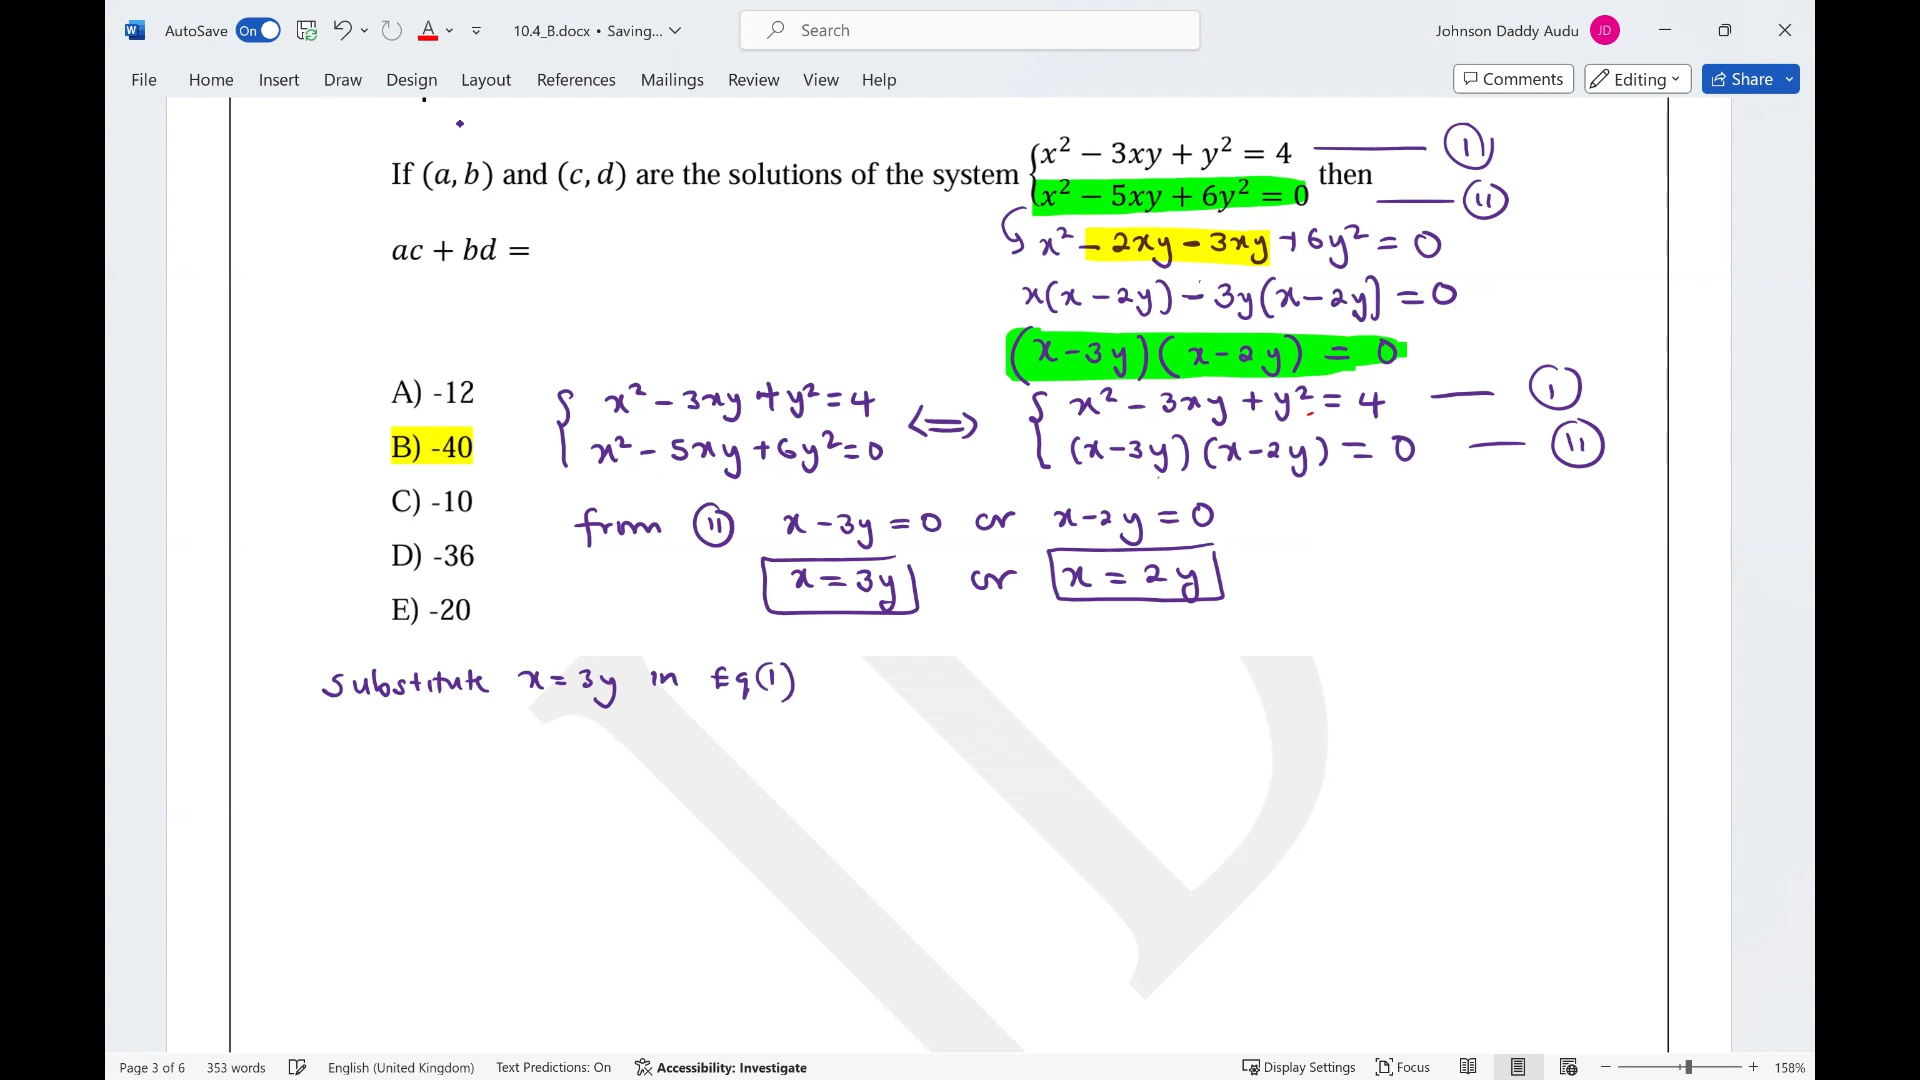 AutoSave On 10.4_B.docx • Saving... Search Johnson Daddy Audu JD
File Home Insert Draw Design Layout References Mailings Review View Help Comments Editing Share
If (a, b) and (c, d) are the solutions of the system { x² − 3xy + y² = 4 then
x² − 5xy + 6y² = 0
ac + bd =
x² − 2xy − 3xy + 6y² = 0
x(x − 2y) − 3y(x − 2y) = 0
(x − 3y)(x − 2y) = 0
A) -12
B) -40
C) -10
D) -36
E) -20
{ x² − 3xy + y² = 4 <=> { x² − 3xy + y² = 4 — (I)
x² − 5xy + 6y² = 0 (x − 3y)(x − 2y) = 0 — (II)
from (II) x − 3y = 0 or x − 2y = 0
x = 3y or x = 2y
Substitute x = 3y in Eq(1)
Page 3 of 6 353 words English (United Kingdom) Text Predictions: On Accessibility: Investigate Display Settings Focus 158%